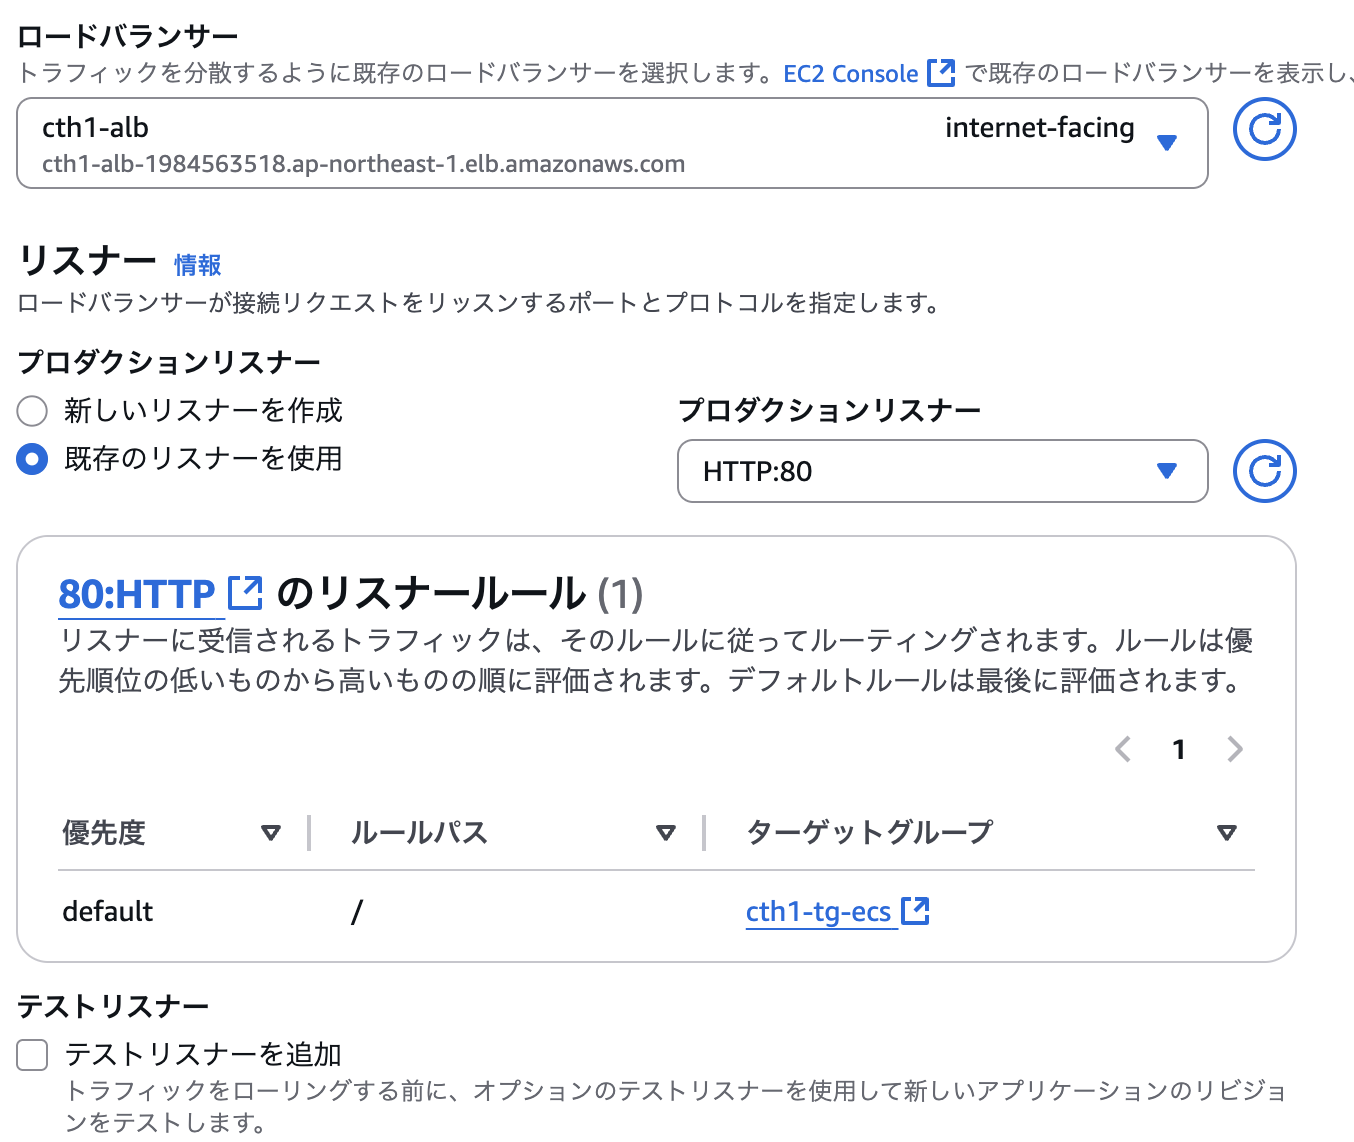 ロードバランサー
トラフィックを分散するように既存のロードバランサーを選択します。EC2 Console で既存のロードバランサーを表示し、
cth1-alb internet-facing
cth1-alb-1984563518.ap-northeast-1.elb.amazonaws.com
リスナー 情報
ロードバランサーが接続リクエストをリッスンするポートとプロトコルを指定します。
プロダクションリスナー
新しいリスナーを作成
既存のリスナーを使用
プロダクションリスナー
HTTP:80
80:HTTP のリスナールール (1)
リスナーに受信されるトラフィックは、そのルールに従ってルーティングされます。ルールは優
先順位の低いものから高いものの順に評価されます。デフォルトルールは最後に評価されます。
1
優先度 ルールパス ターゲットグループ
default / cth1-tg-ecs
テストリスナー
テストリスナーを追加
トラフィックをローリングする前に、オプションのテストリスナーを使用して新しいアプリケーションのリビジョ
ンをテストします。